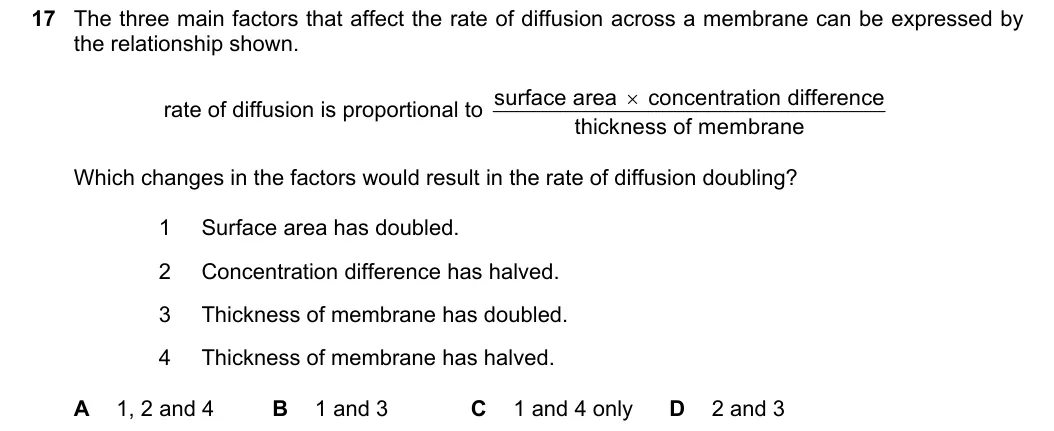 17 The three main factors that affect the rate of diffusion across a membrane can be expressed by
the relationship shown.
rate of diffusion is proportional to surface area × concentration difference
thickness of membrane
Which changes in the factors would result in the rate of diffusion doubling?
1 Surface area has doubled.
2 Concentration difference has halved.
3 Thickness of membrane has doubled.
4 Thickness of membrane has halved.
A 1, 2 and 4 B 1 and 3 C 1 and 4 only D 2 and 3